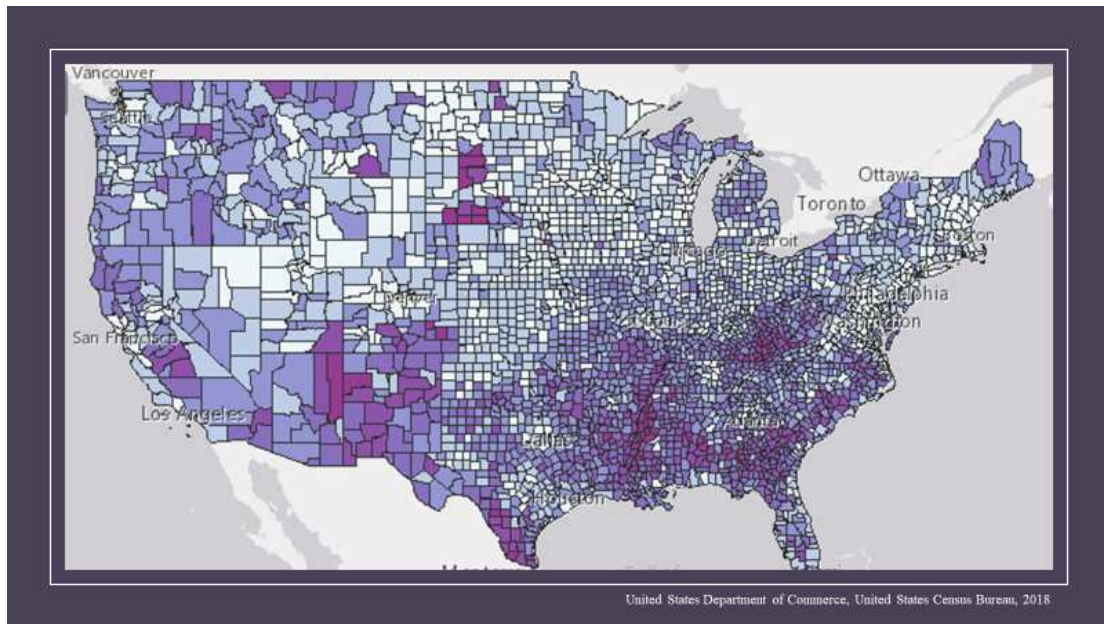 Vancouver
Seattle
Ottawa
Toronto
Detroit
Chicago
Boston
Denver
Philadelphia
San Francisco
Los Angeles
Atlanta
Dallas
Houston
United States Department of Commerce, United States Census Bureau, 2018